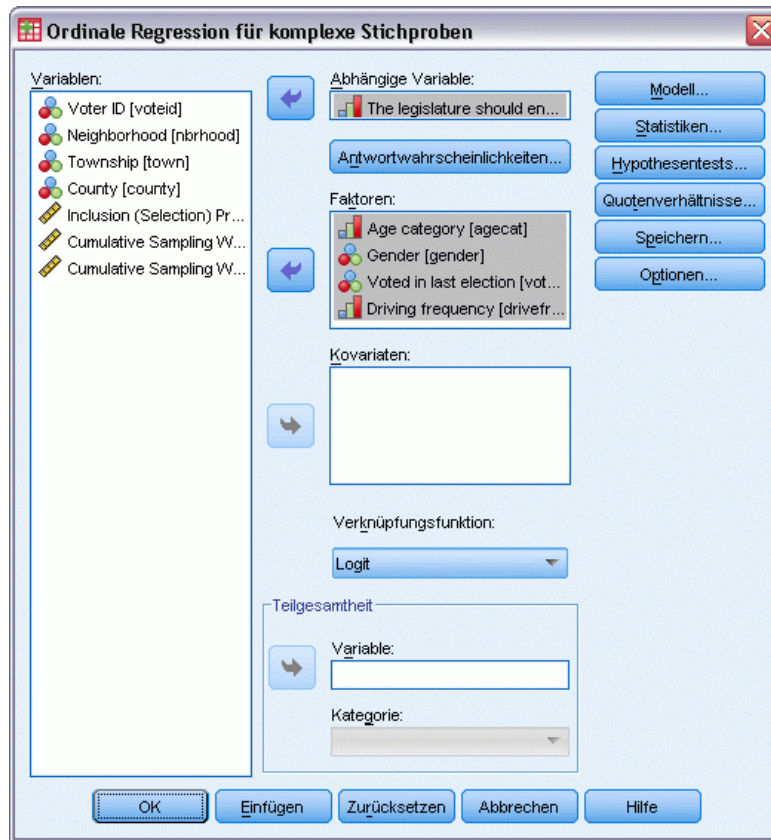 Ordinale Regression für komplexe Stichproben
Variablen:
Voter ID [voteid]
Neighborhood [nbrhood]
Township [town]
County [county]
Inclusion (Selection) Pr...
Cumulative Sampling W...
Cumulative Sampling W...
Abhängige Variable:
The legislature should en...
Antwortwahrscheinlichkeiten...
Faktoren:
Age category [agecat]
Gender [gender]
Voted in last election [vot...
Driving frequency [drivefr...
Kovariaten:
Verknüpfungsfunktion:
Logit
Teilgesamtheit
Variable:
Kategorie:
Modell...
Statistiken...
Hypothesentests...
Quotenverhältnisse...
Speichern...
Optionen...
OK
Einfügen
Zurücksetzen
Abbrechen
Hilfe